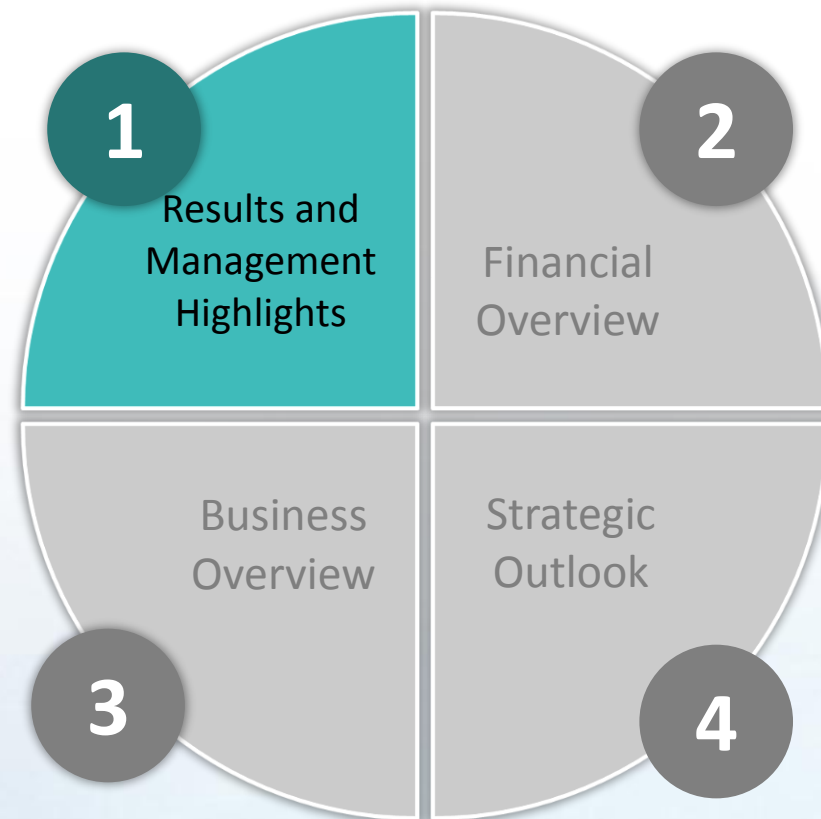 1
Results and
Management
Highlights
2
Financial
Overview
3
Business
Overview
4
Strategic
Outlook